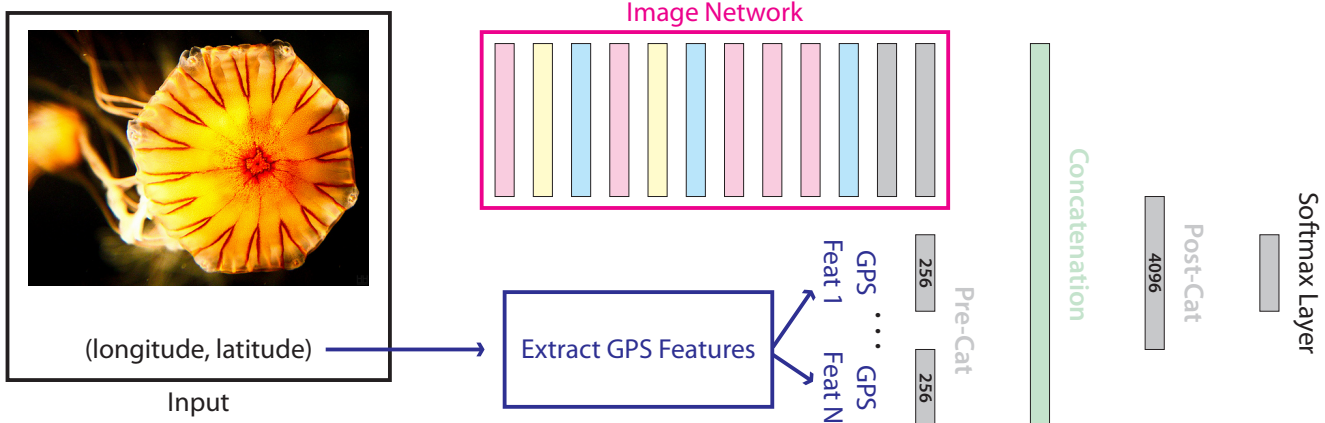 Image Network
(longitude, latitude)
Input
Extract GPS Features
GPS
Feat 1
. . .
GPS
Feat N
256
256
Pre-Cat
Concatenation
4096
Post-Cat
Softmax Layer